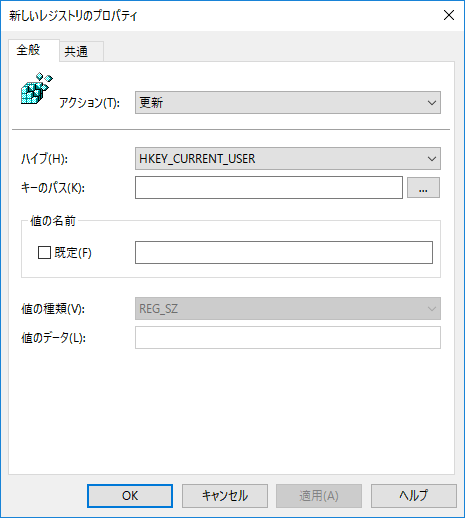 新しいレジストリのプロパティ
全般 共通
アクション(T): 更新
ハイブ(H): HKEY_CURRENT_USER
キーのパス(K): ...
値の名前
既定(F)
値の種類(V): REG_SZ
値のデータ(L):
OK キャンセル 適用(A) ヘルプ